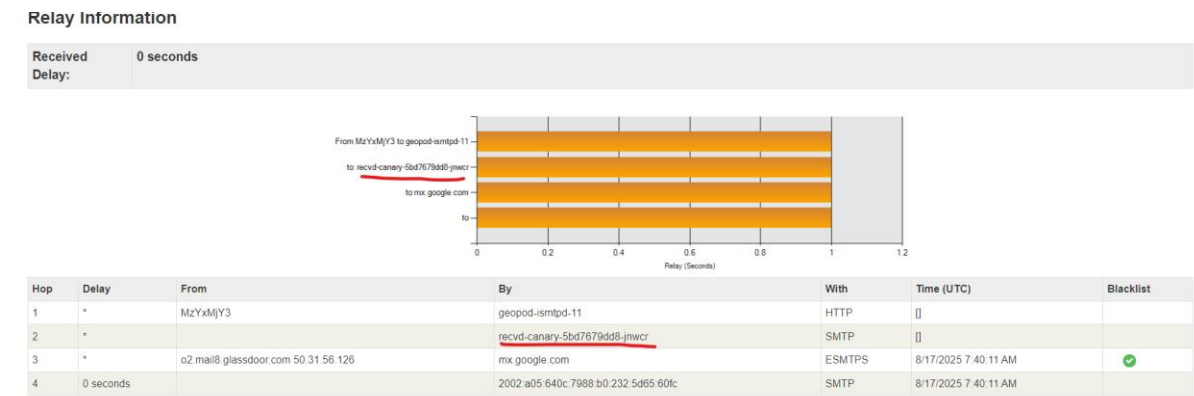 Relay Information
Received Delay: 0 seconds
From MzYxMjY3 to geopod-ismtpd-11
to recvd-canary-5bd7679dd8-jnwcr
to mx.google.com
to
0 0.2 0.4 0.6 0.8 1 1.2
Relay (Seconds)
Hop Delay From By With Time (UTC) Blacklist
1 * MzYxMjY3 geopod-ismtpd-11 HTTP []
2 * recvd-canary-5bd7679dd8-jnwcr SMTP []
3 * o2.mail8.glassdoor.com 50.31.56.126 mx.google.com ESMTPS 8/17/2025 7:40:11 AM
4 0 seconds 2002:a05:640c:7988:b0:232:5d65:60fc SMTP 8/17/2025 7:40:11 AM